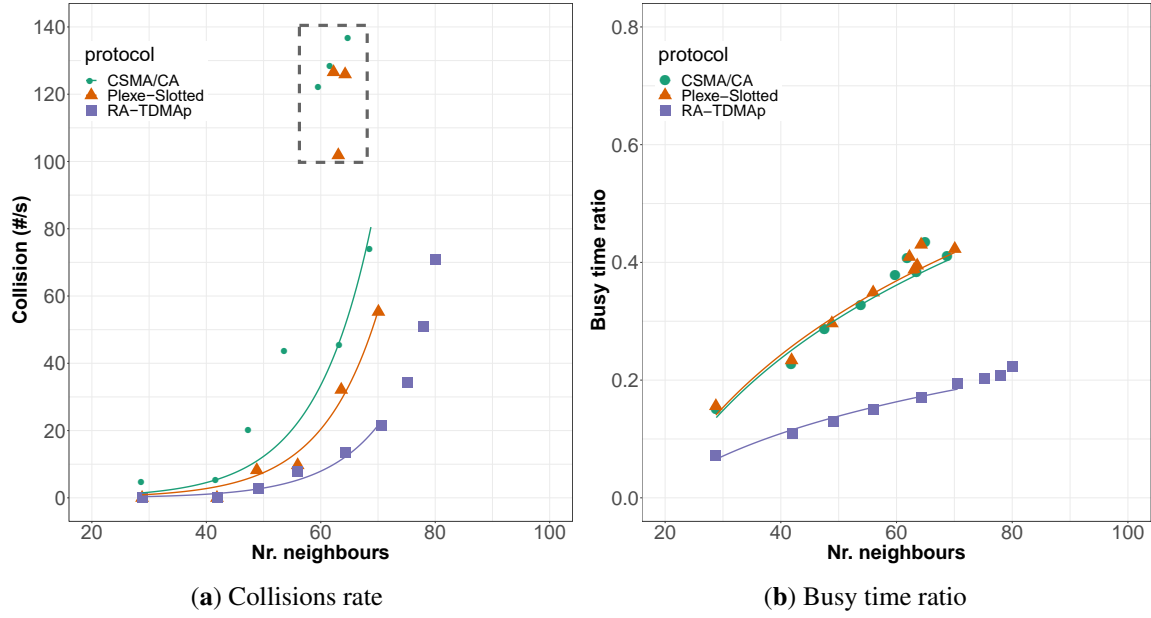 140
120
100
80
60
40
20
0
Collision (#/s)
protocol
CSMA/CA
Plexe−Slotted
RA−TDMAp
20 40 60 80 100
Nr. neighbours
(a) Collisions rate
0.8
0.6
0.4
0.2
0.0
Busy time ratio
protocol
CSMA/CA
Plexe−Slotted
RA−TDMAp
20 40 60 80 100
Nr. neighbours
(b) Busy time ratio